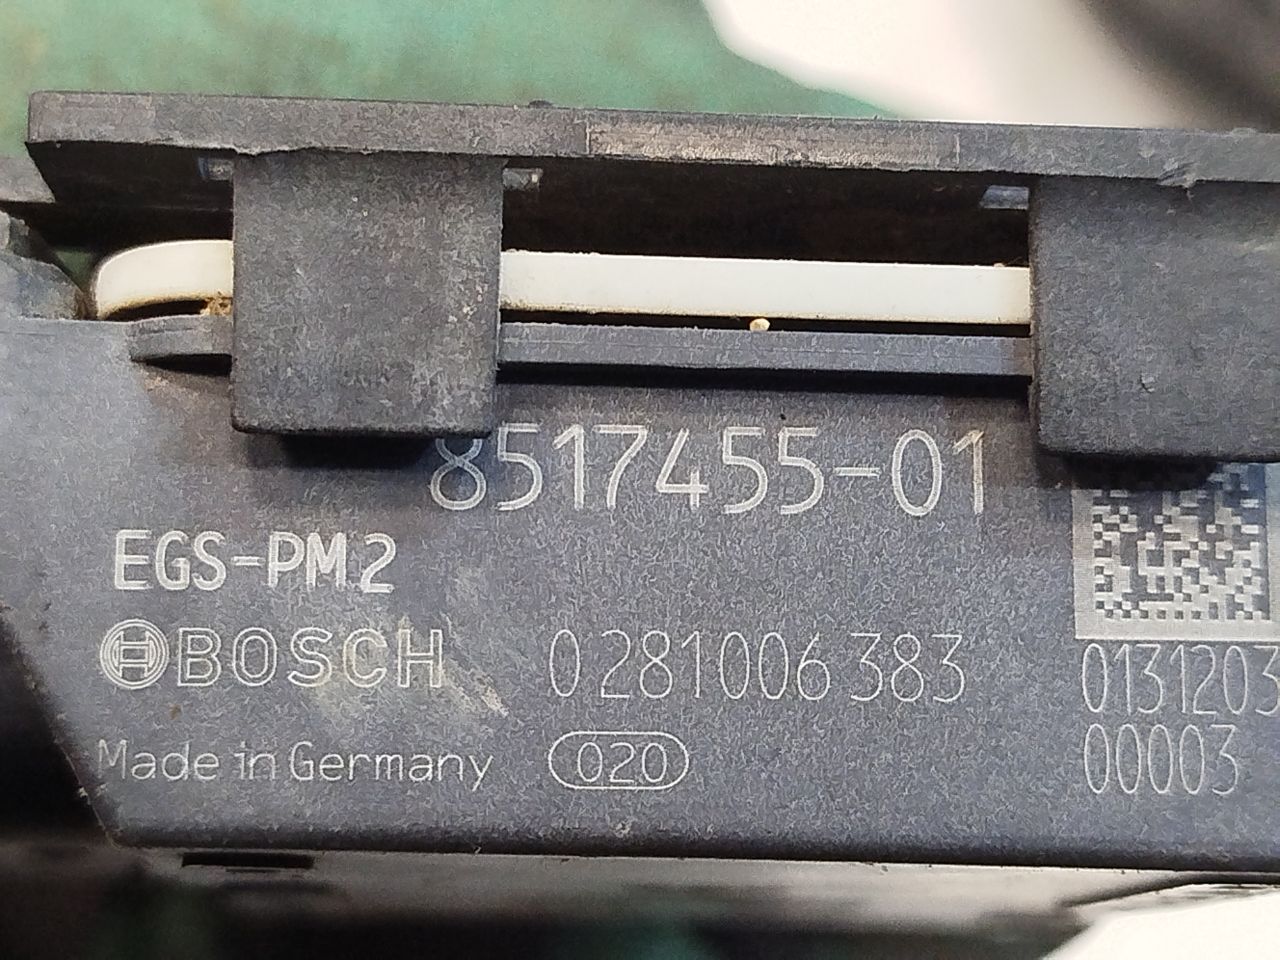 8517455-01
EGS-PM2
BOSCH 0 281 006 383
Made in Germany 020
0131203
00003